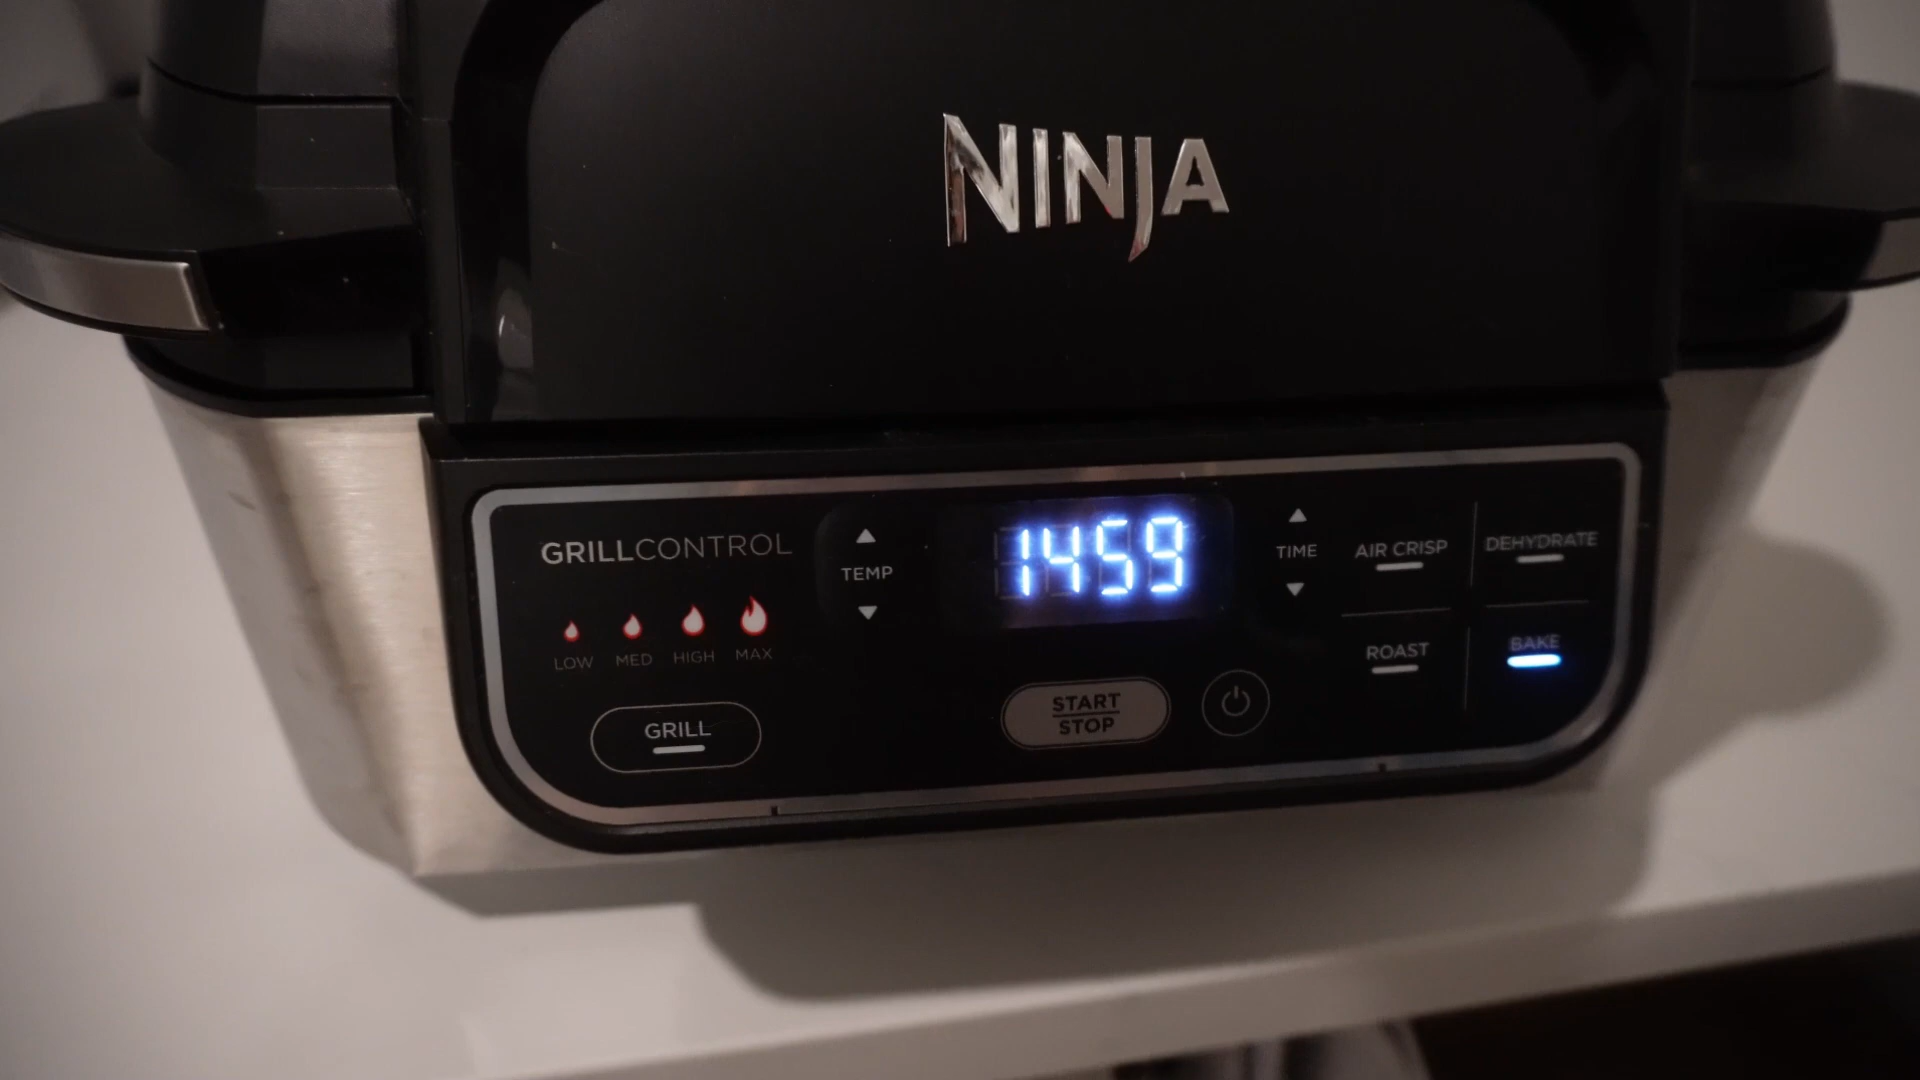 NINJA
GRILLCONTROL
LOW MED HIGH MAX
GRILL
TEMP
1459
TIME
START
STOP
AIR CRISP
DEHYDRATE
ROAST
BAKE